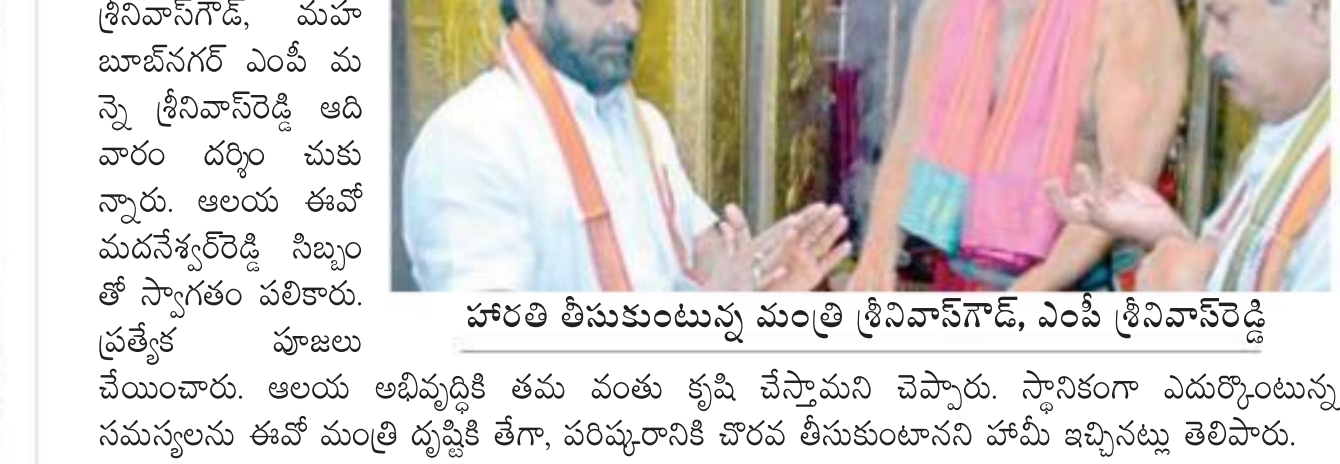 శ్రీనివాస్‌గౌడ్, మహ
బూబ్‌నగర్ ఎంపీ మ
న్నె శ్రీనివాస్‌రెడ్డి ఆది
వారం దర్శిం చుకు
న్నారు. ఆలయ ఈవో
మదనేశ్వర్‌రెడ్డి సిబ్బం
తో స్వాగతం పలికారు.
ప్రత్యేక పూజలు
హారతి తీసుకుంటున్న మంత్రి శ్రీనివాస్‌గౌడ్, ఎంపీ శ్రీనివాస్‌రెడ్డి
చేయించారు. ఆలయ అభివృద్ధికి తమ వంతు కృషి చేస్తామని చెప్పారు. స్థానికంగా ఎదుర్కొంటున్న
సమస్యలను ఈవో మంత్రి దృష్టికి తేగా, పరిష్కరానికి చొరవ తీసుకుంటానని హామీ ఇచ్చినట్లు తెలిపారు.